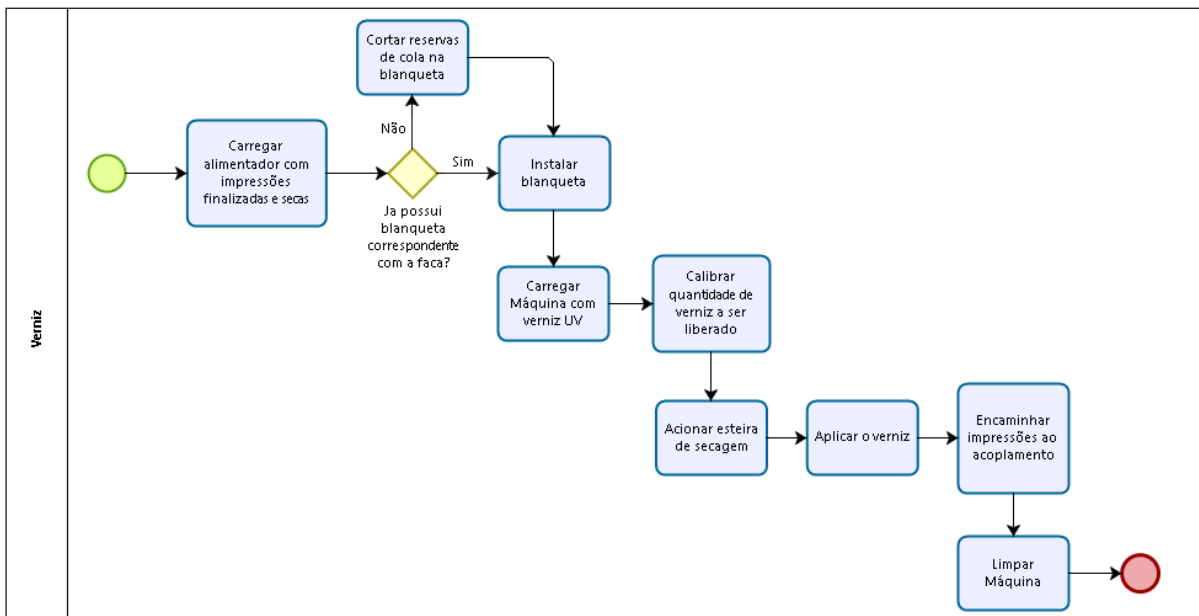 Verniz
Carregar
alimentador com
impressões
finalizadas e secas
Cortar reservas
de cola na
blanqueta
Não
Sim
Ja possui
blanqueta
correspondente
com a faca?
Instalar
blanqueta
Carregar
Máquina com
verniz UV
Calibrar
quantidade de
verniz a ser
liberado
Acionar esteira
de secagem
Aplicar o verniz
Encaminhar
impressões ao
acoplamento
Limpar
Máquina